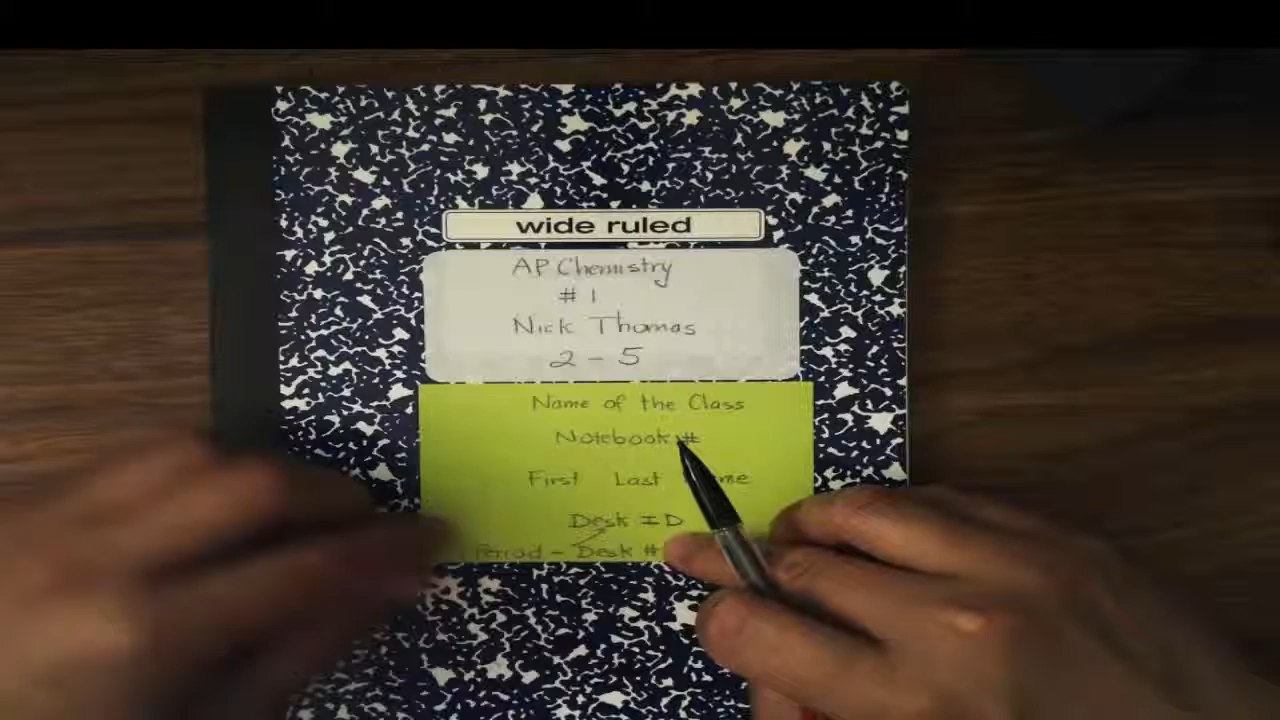 wide ruled
AP Chemistry
# 1
Nick Thomas
2 - 5
Name of the Class
Notebook #
First Last
Desk ID
Period - Desk #